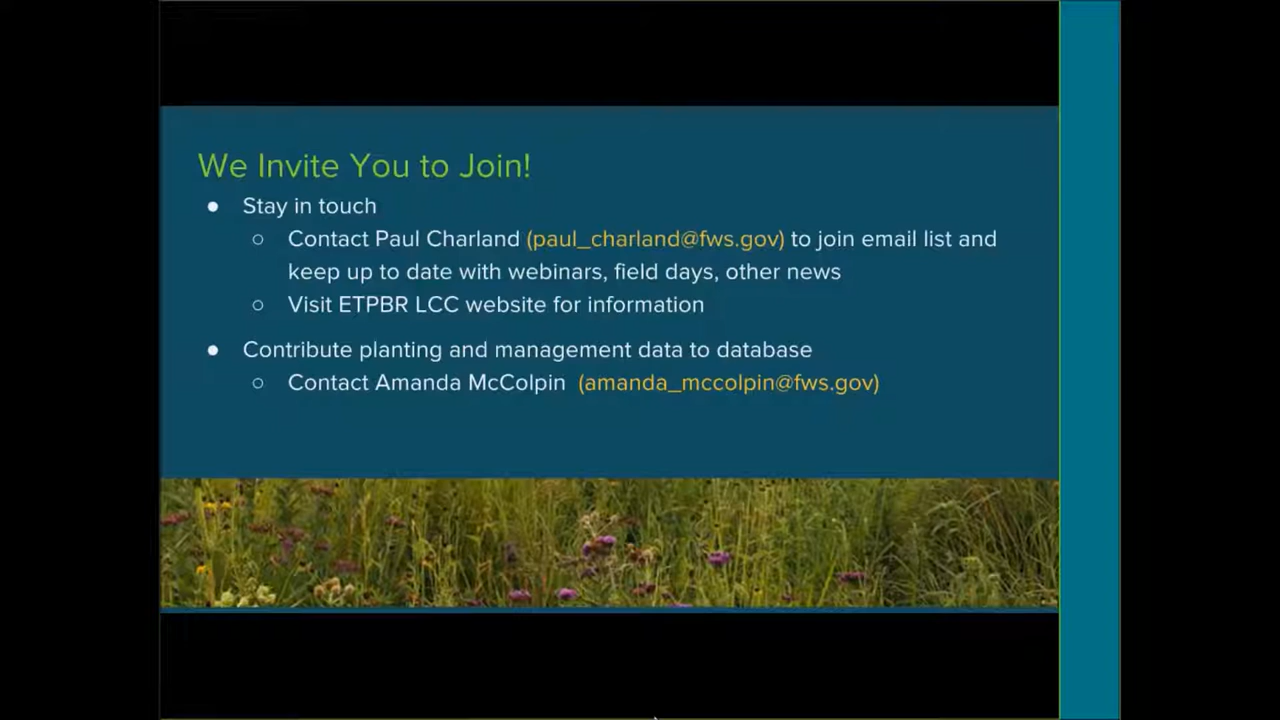 We Invite You to Join!
● Stay in touch
○ Contact Paul Charland (paul_charland@fws.gov) to join email list and
keep up to date with webinars, field days, other news
○ Visit ETPBR LCC website for information
● Contribute planting and management data to database
○ Contact Amanda McColpin (amanda_mccolpin@fws.gov)